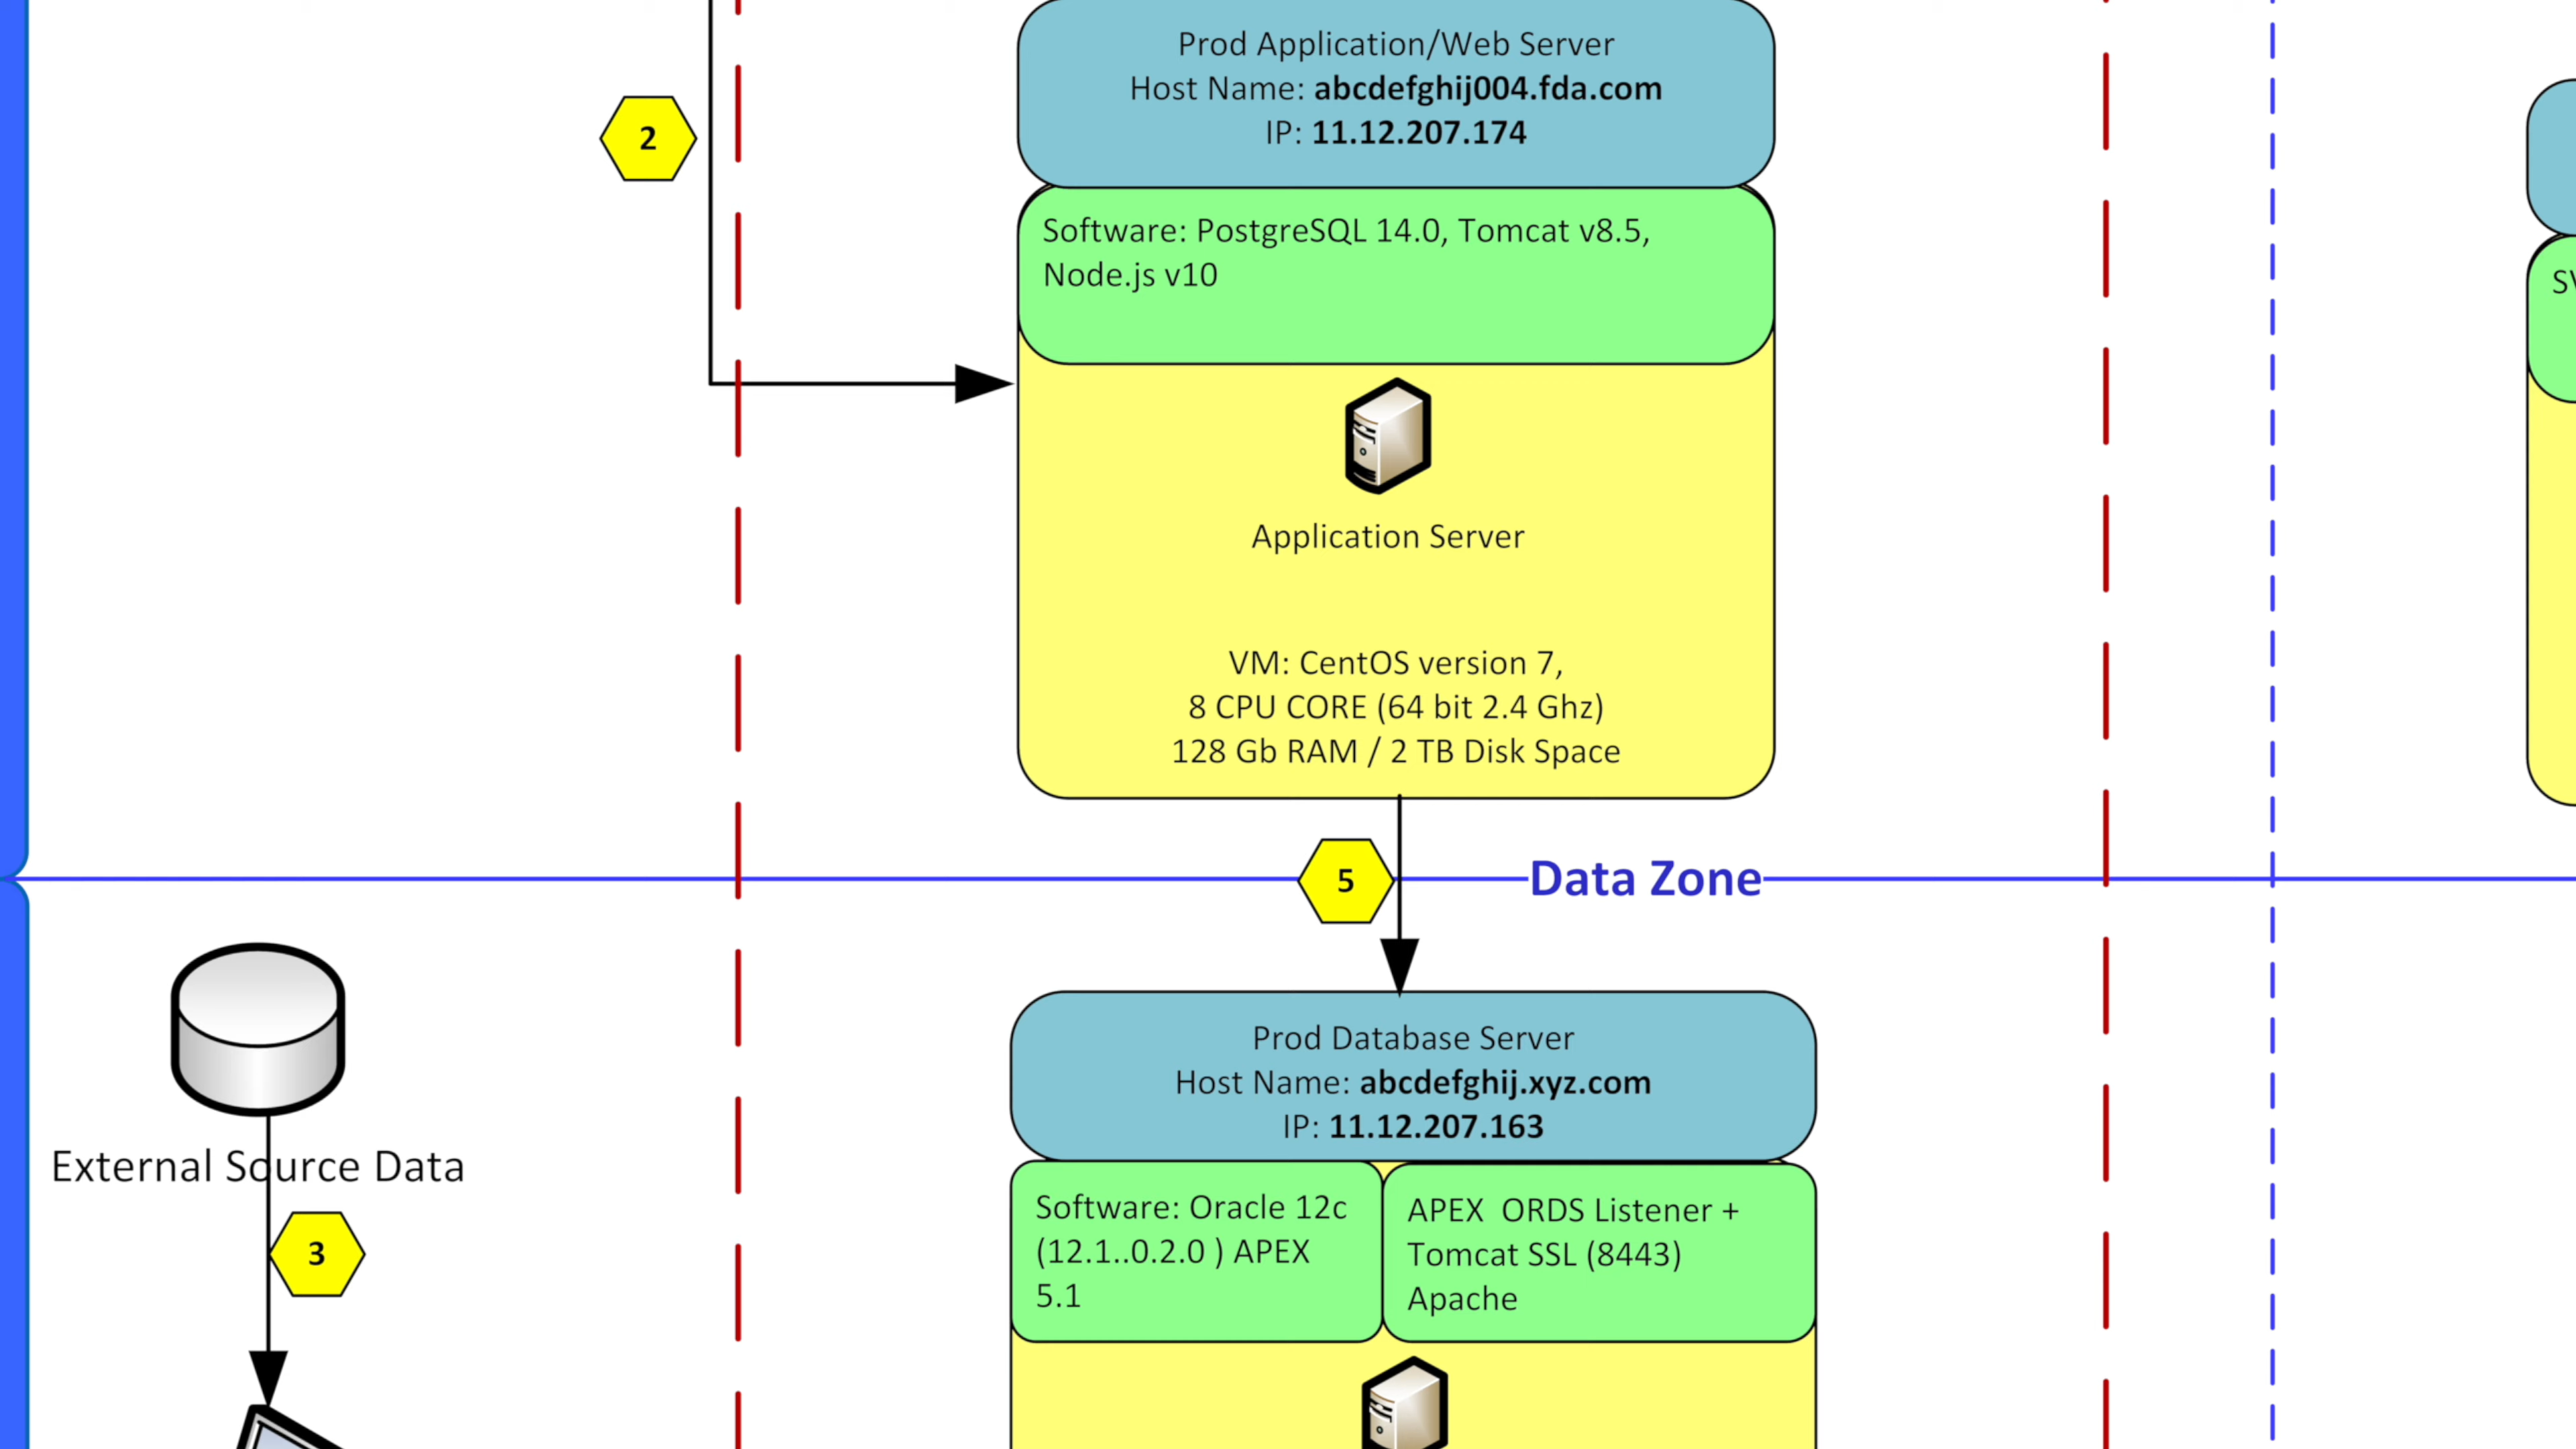 Prod Application/Web Server
Host Name: abcdefghij004.fda.com
IP: 11.12.207.174
2
Software: PostgreSQL 14.0, Tomcat v8.5,
Node.js v10
Application Server
VM: CentOS version 7,
8 CPU CORE (64 bit 2.4 Ghz)
128 Gb RAM / 2 TB Disk Space
5
Data Zone
Prod Database Server
Host Name: abcdefghij.xyz.com
IP: 11.12.207.163
External Source Data
3
Software: Oracle 12c
(12.1..0.2.0 ) APEX
5.1
APEX  ORDS Listener +
Tomcat SSL (8443)
Apache